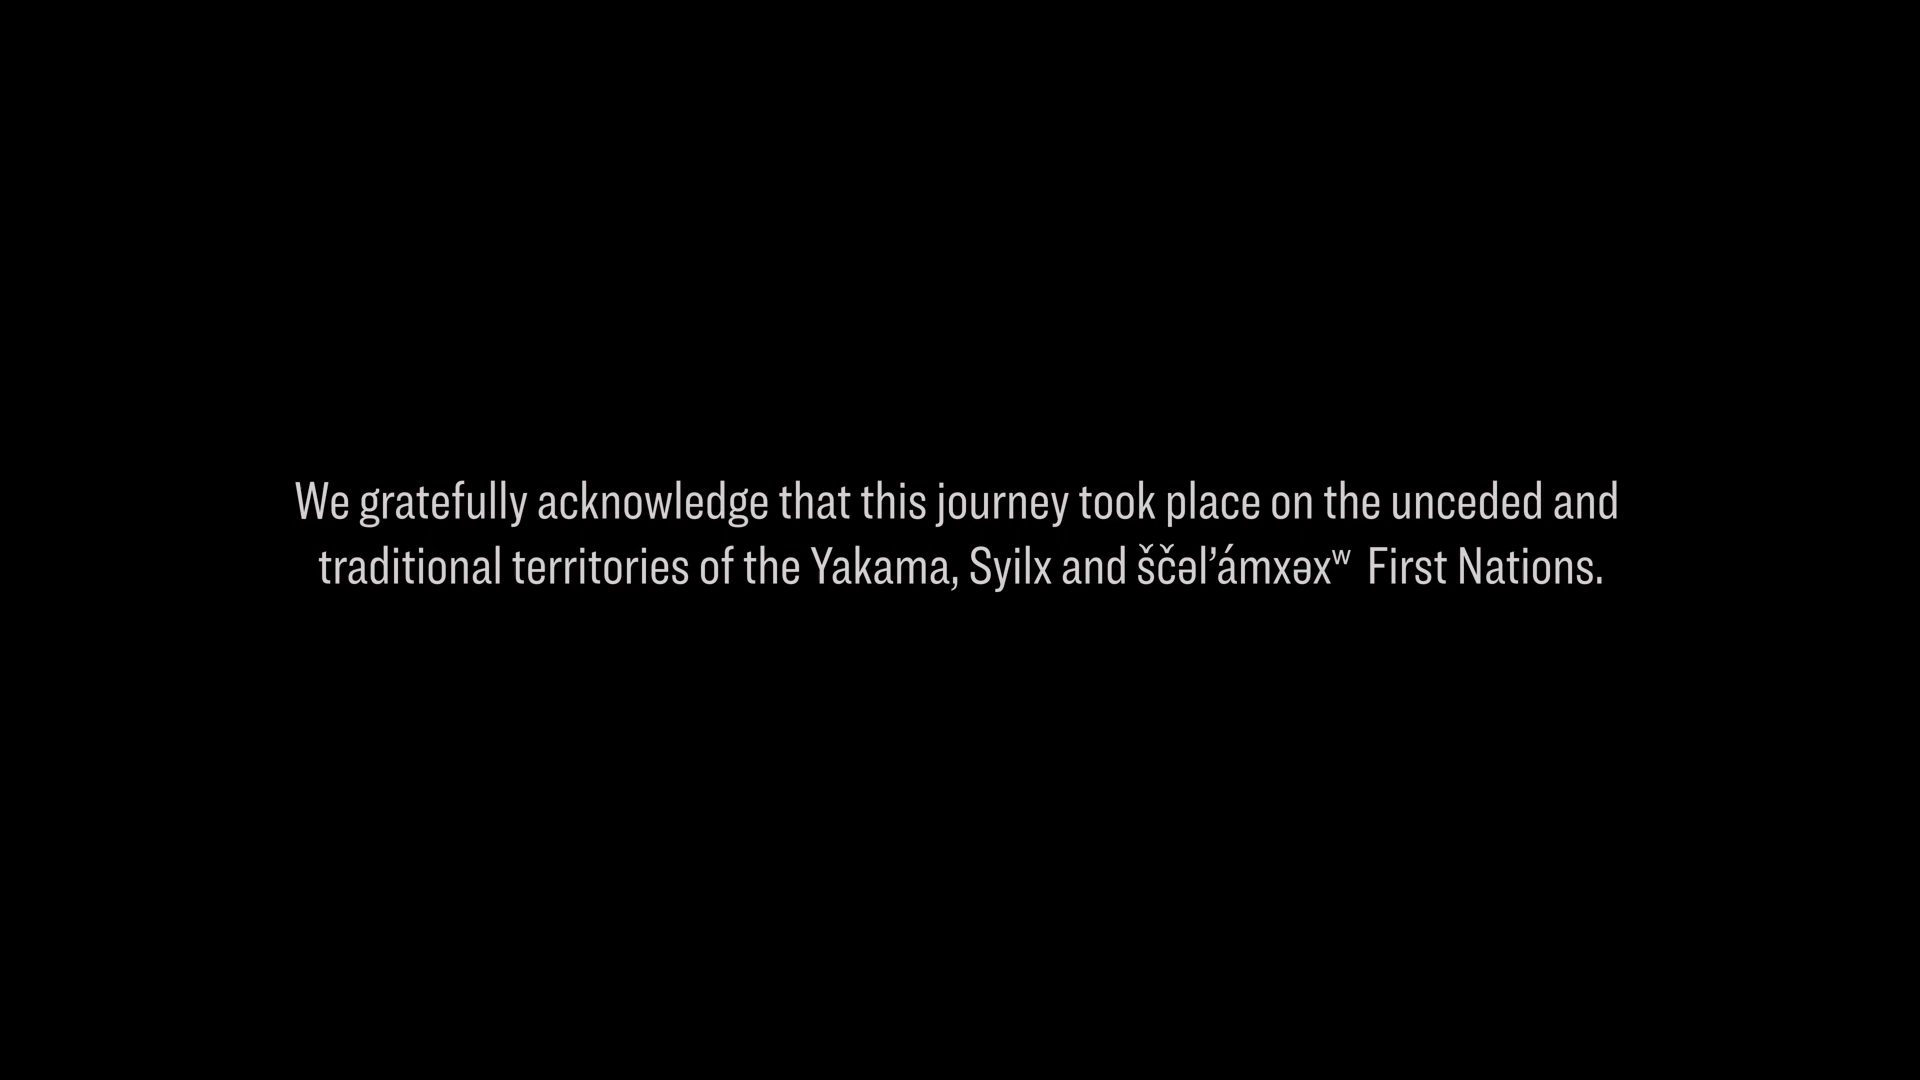 We gratefully acknowledge that this journey took place on the unceded and
traditional territories of the Yakama, Syilx and ščəl’ámxəxʷ First Nations.